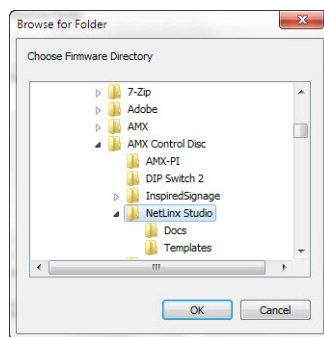 Browse for Folder
Choose Firmware Directory
7-Zip
Adobe
AMX
AMX Control Disc
AMX-PI
DIP Switch 2
InspiredSignage
NetLinx Studio
Docs
Templates
OK
Cancel